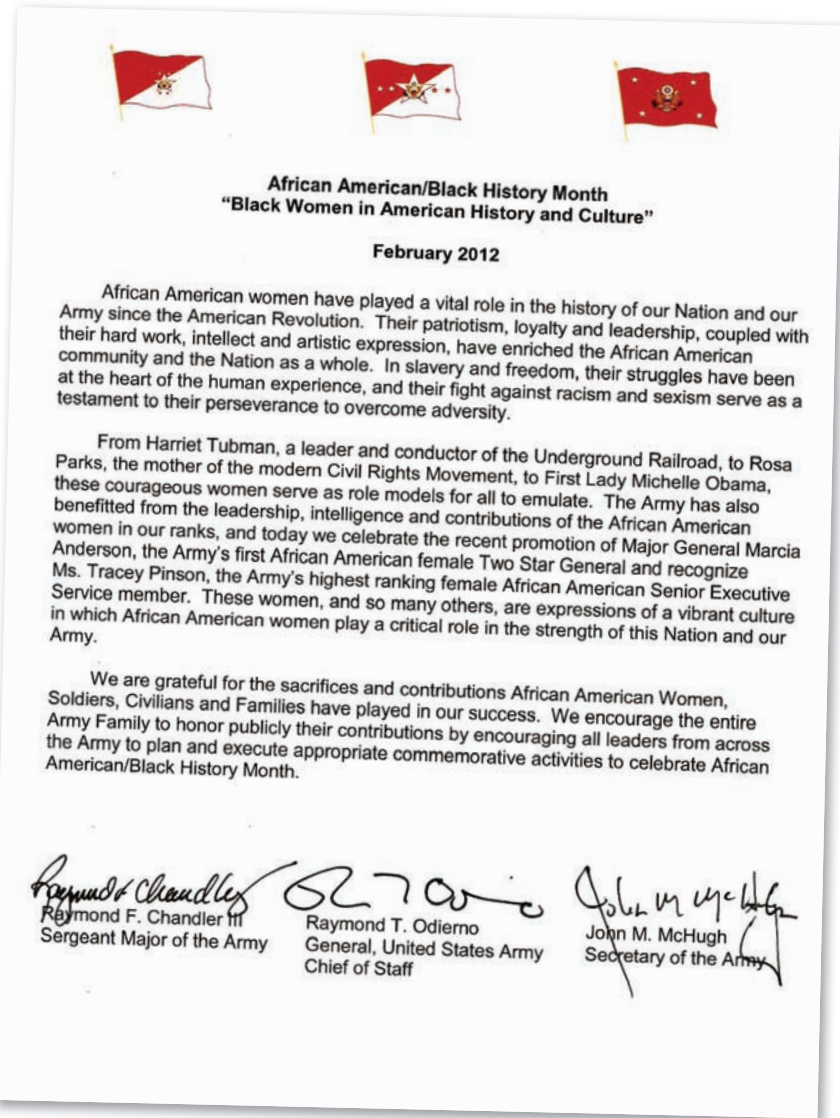 African American/Black History Month
“Black Women in American History and Culture”
February 2012
African American women have played a vital role in the history of our Nation and our
Army since the American Revolution. Their patriotism, loyalty and leadership, coupled with
their hard work, intellect and artistic expression, have enriched the African American
community and the Nation as a whole. In slavery and freedom, their struggles have been
at the heart of the human experience, and their fight against racism and sexism serve as a
testament to their perseverance to overcome adversity.
From Harriet Tubman, a leader and conductor of the Underground Railroad, to Rosa
Parks, the mother of the modern Civil Rights Movement, to First Lady Michelle Obama,
these courageous women serve as role models for all to emulate. The Army has also
benefitted from the leadership, intelligence and contributions of the African American
women in our ranks, and today we celebrate the recent promotion of Major General Marcia
Anderson, the Army's first African American female Two Star General and recognize
Ms. Tracey Pinson, the Army's highest ranking female African American Senior Executive
Service member. These women, and so many others, are expressions of a vibrant culture
in which African American women play a critical role in the strength of this Nation and our
Army.
We are grateful for the sacrifices and contributions African American Women,
Soldiers, Civilians and Families have played in our success. We encourage the entire
Army Family to honor publicly their contributions by encouraging all leaders from across
the Army to plan and execute appropriate commemorative activities to celebrate African
American/Black History Month.
Raymond F. Chandler III
Sergeant Major of the Army
Raymond T. Odierno
General, United States Army
Chief of Staff
John M. McHugh
Secretary of the Army